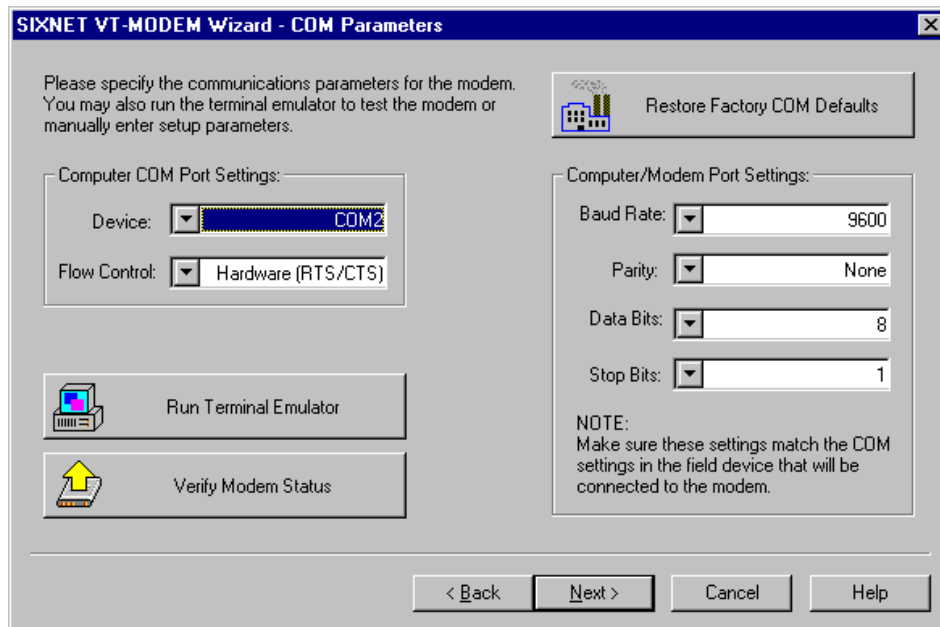 SIXNET VT-MODEM Wizard - COM Parameters
Please specify the communications parameters for the modem.
You may also run the terminal emulator to test the modem or
manually enter setup parameters.
Restore Factory COM Defaults
Computer COM Port Settings:
Device: COM2
Flow Control: Hardware (RTS/CTS)
Computer/Modem Port Settings:
Baud Rate: 9600
Parity: None
Data Bits: 8
Stop Bits: 1
NOTE:
Make sure these settings match the COM
settings in the field device that will be
connected to the modem.
Run Terminal Emulator
Verify Modem Status
< Back
Next >
Cancel
Help